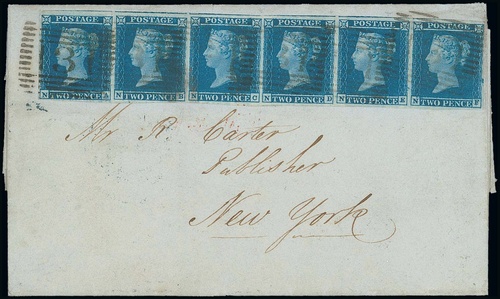 POSTAGE POSTAGE POSTAGE POSTAGE POSTAGE POSTAGE
N TWO PENCE A N TWO PENCE B N TWO PENCE C N TWO PENCE D N TWO PENCE E N TWO PENCE F
Mr R Carter
Publisher
New York